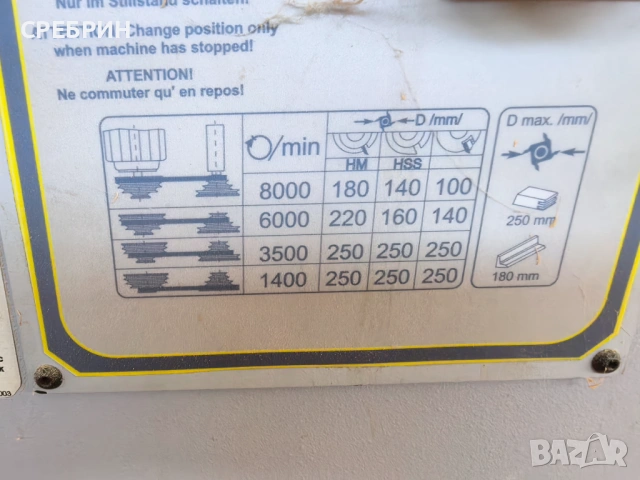 Nur im Stillstand schalten!
СРЕБРИН
Change position only
when machine has stopped!
ATTENTION!
Ne commuter qu' en repos!
/min
D /mm/
HM HSS
8000 180 140 100
6000 220 160 140
3500 250 250 250
1400 250 250 250
D max. /mm/
250 mm
180 mm
003
BAZAR